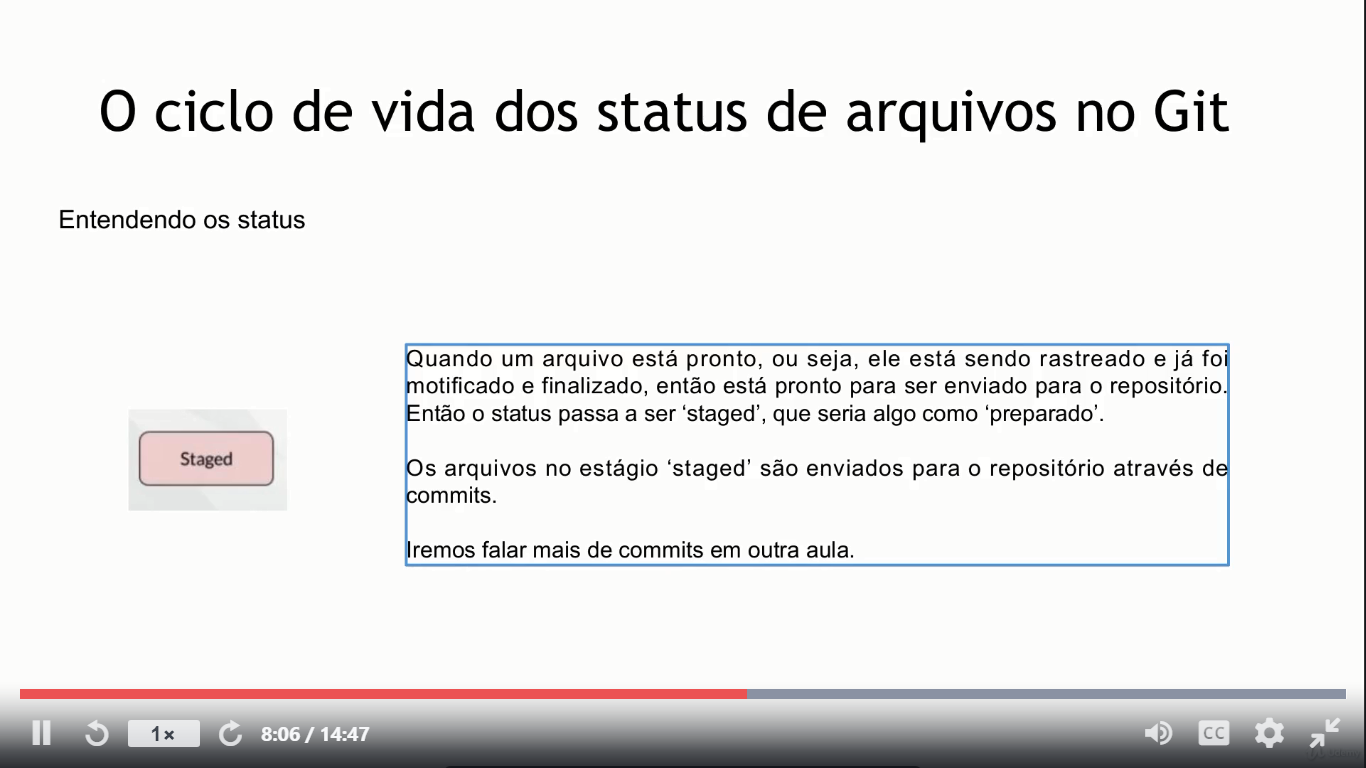 O ciclo de vida dos status de arquivos no Git
Entendendo os status
Quando um arquivo está pronto, ou seja, ele está sendo rastreado e já foi
motificado e finalizado, então está pronto para ser enviado para o repositório.
Então o status passa a ser ‘staged’, que seria algo como ‘preparado’.
Staged
Os arquivos no estágio ‘staged’ são enviados para o repositório através de
commits.
Iremos falar mais de commits em outra aula.
1×
8:06 / 14:47
CC